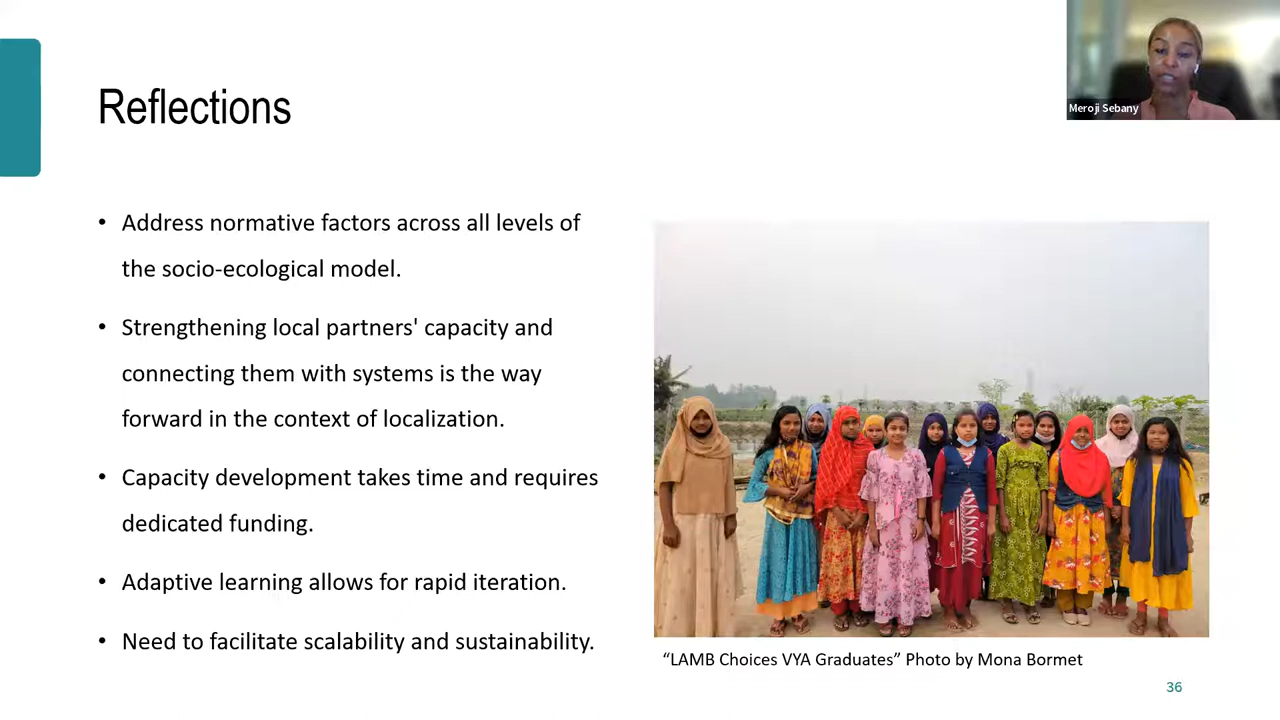 Meroji Sebany
Reflections
• Address normative factors across all levels of
the socio-ecological model.
• Strengthening local partners' capacity and
connecting them with systems is the way
forward in the context of localization.
• Capacity development takes time and requires
dedicated funding.
• Adaptive learning allows for rapid iteration.
• Need to facilitate scalability and sustainability.
“LAMB Choices VYA Graduates” Photo by Mona Bormet
36